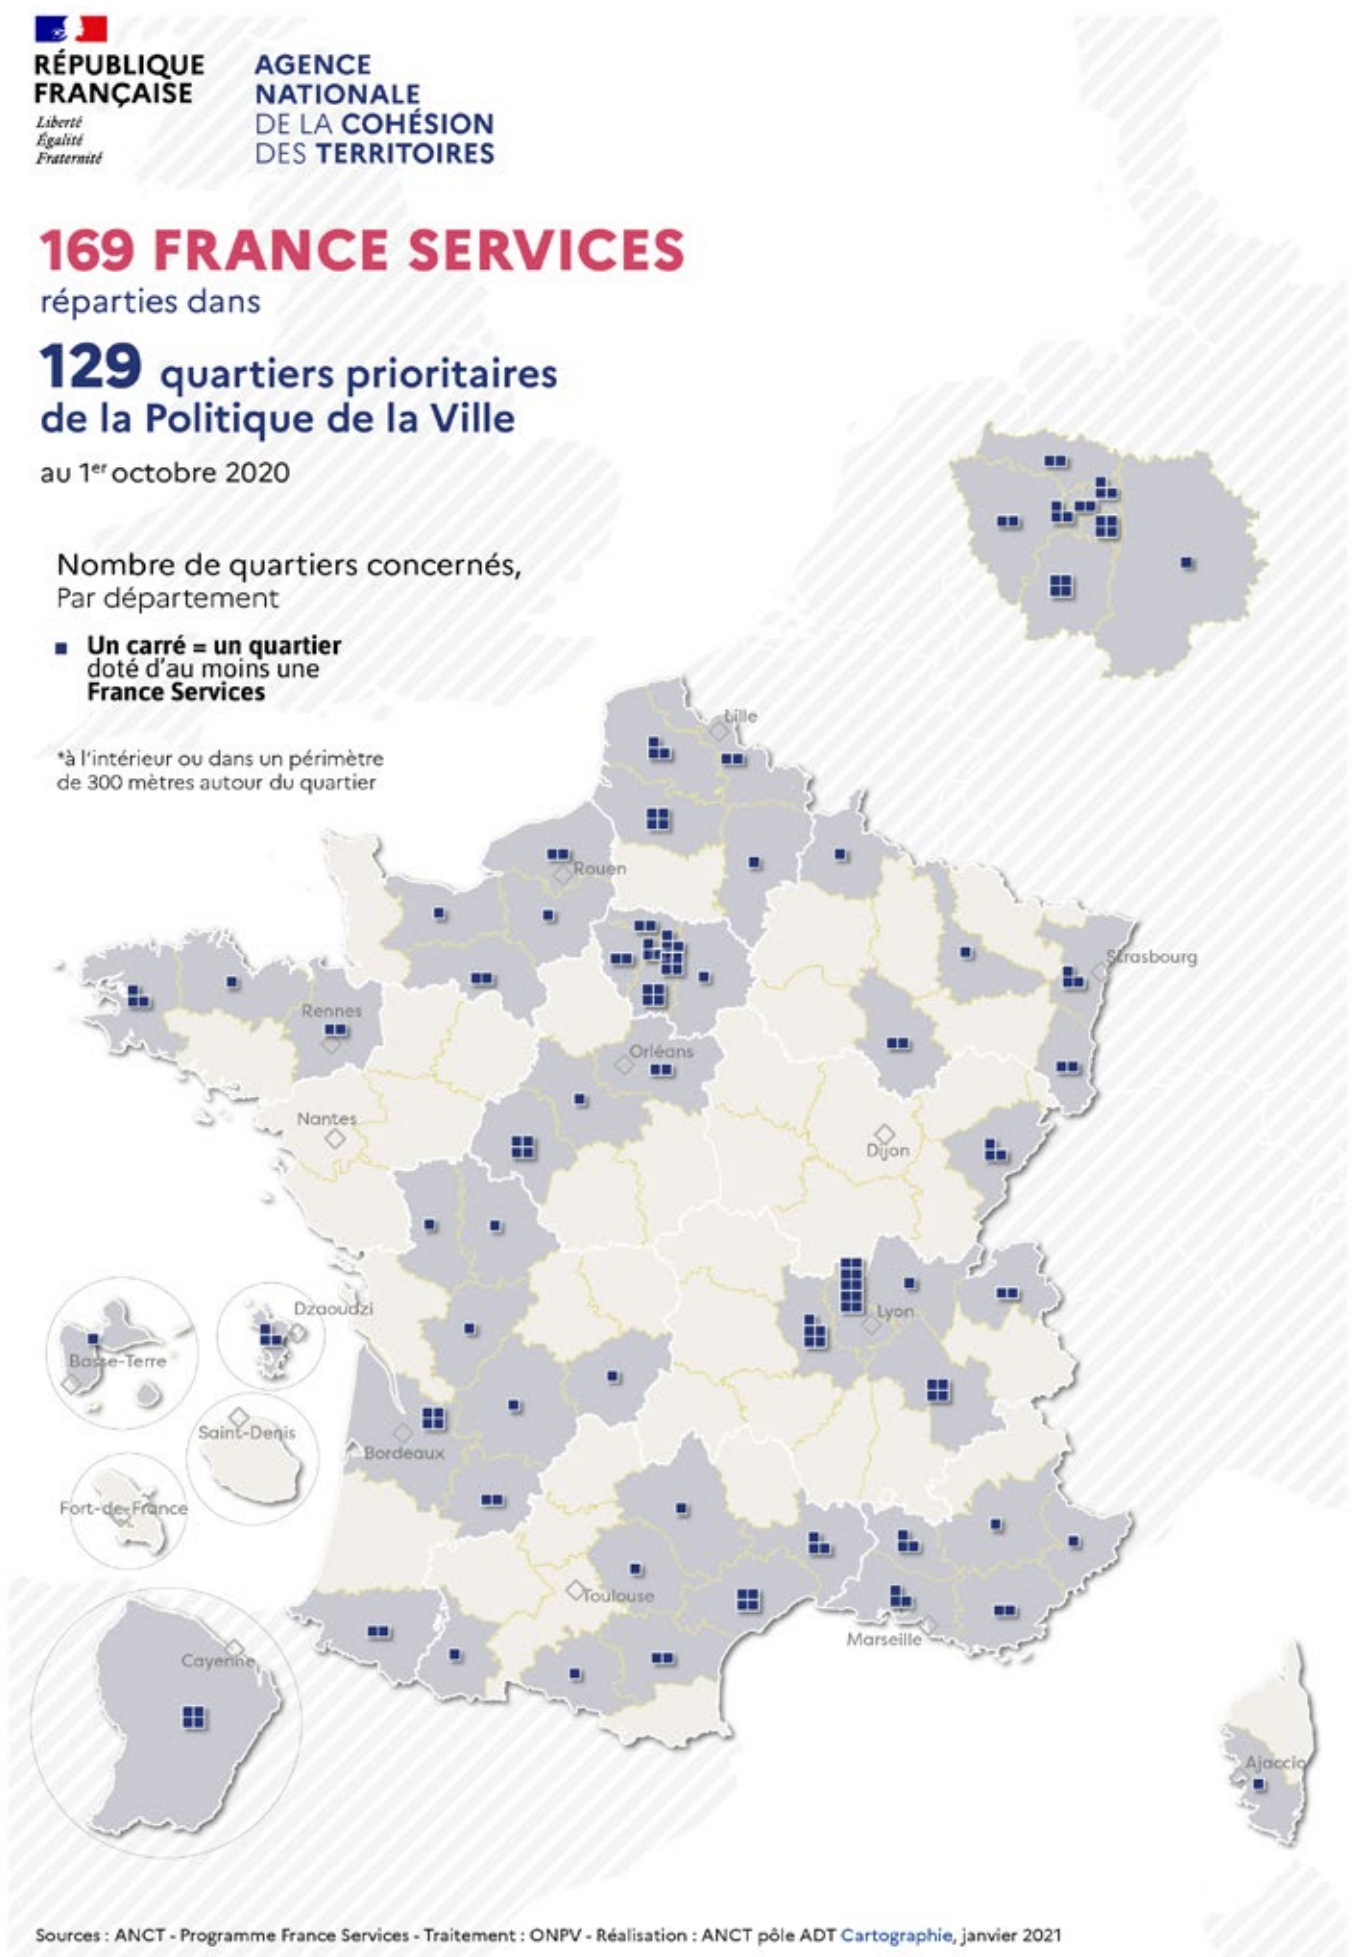 RÉPUBLIQUE
FRANÇAISE
Liberté
Égalité
Fraternité
AGENCE
NATIONALE
DE LA COHÉSION
DES TERRITOIRES
169 FRANCE SERVICES
réparties dans
129 quartiers prioritaires
de la Politique de la Ville
au 1er octobre 2020
Nombre de quartiers concernés,
Par département
Un carré = un quartier
doté d'au moins une
France Services
*à l'intérieur ou dans un périmètre
de 300 mètres autour du quartier
Lille
Rouen
Strasbourg
Rennes
Orléans
Nantes
Dijon
Dzaoudzi
Lyon
Basse-Terre
Saint-Denis
Bordeaux
Fort-de-France
Toulouse
Marseille
Cayenne
Ajaccio
Sources : ANCT - Programme France Services - Traitement : ONPV - Réalisation : ANCT pôle ADT Cartographie, janvier 2021